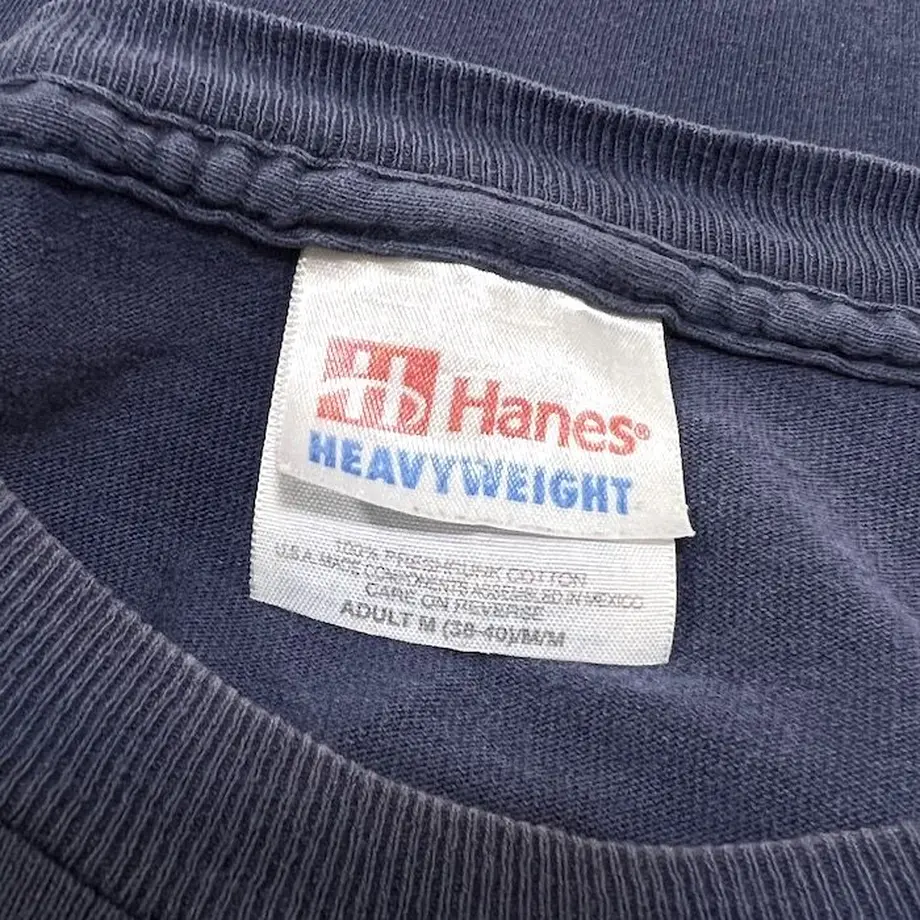 Hanes®
HEAVYWEIGHT
100% PRESHRUNK COTTON
U.S.A. MADE COMPONENTS ASSEMBLED IN MEXICO
CARE ON REVERSE
ADULT M (38-40)/M/M